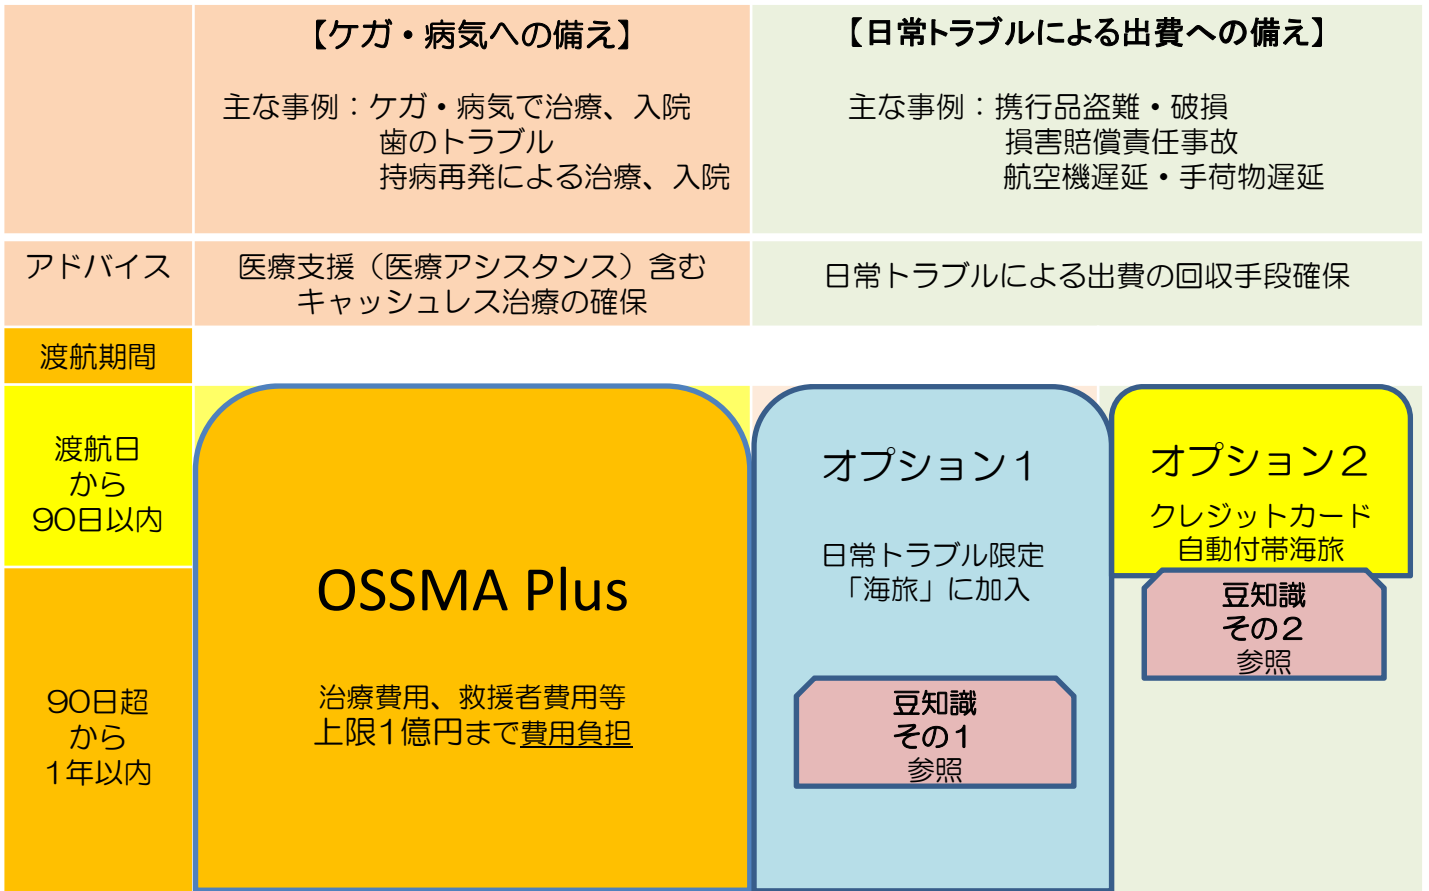 【ケガ・病気への備え】
主な事例：ケガ・病気で治療、入院
歯のトラブル
持病再発による治療、入院
【日常トラブルによる出費への備え】
主な事例：携行品盗難・破損
損害賠償責任事故
航空機遅延・手荷物遅延
アドバイス
医療支援（医療アシスタンス）含む
キャッシュレス治療の確保
日常トラブルによる出費の回収手段確保
渡航期間
渡航日
から
90日以内
90日超
から
1年以内
OSSMA Plus
治療費用、救援者費用等
上限1億円まで費用負担
オプション１
日常トラブル限定
「海旅」に加入
豆知識
その１
参照
オプション２
クレジットカード
自動付帯海旅
豆知識
その２
参照